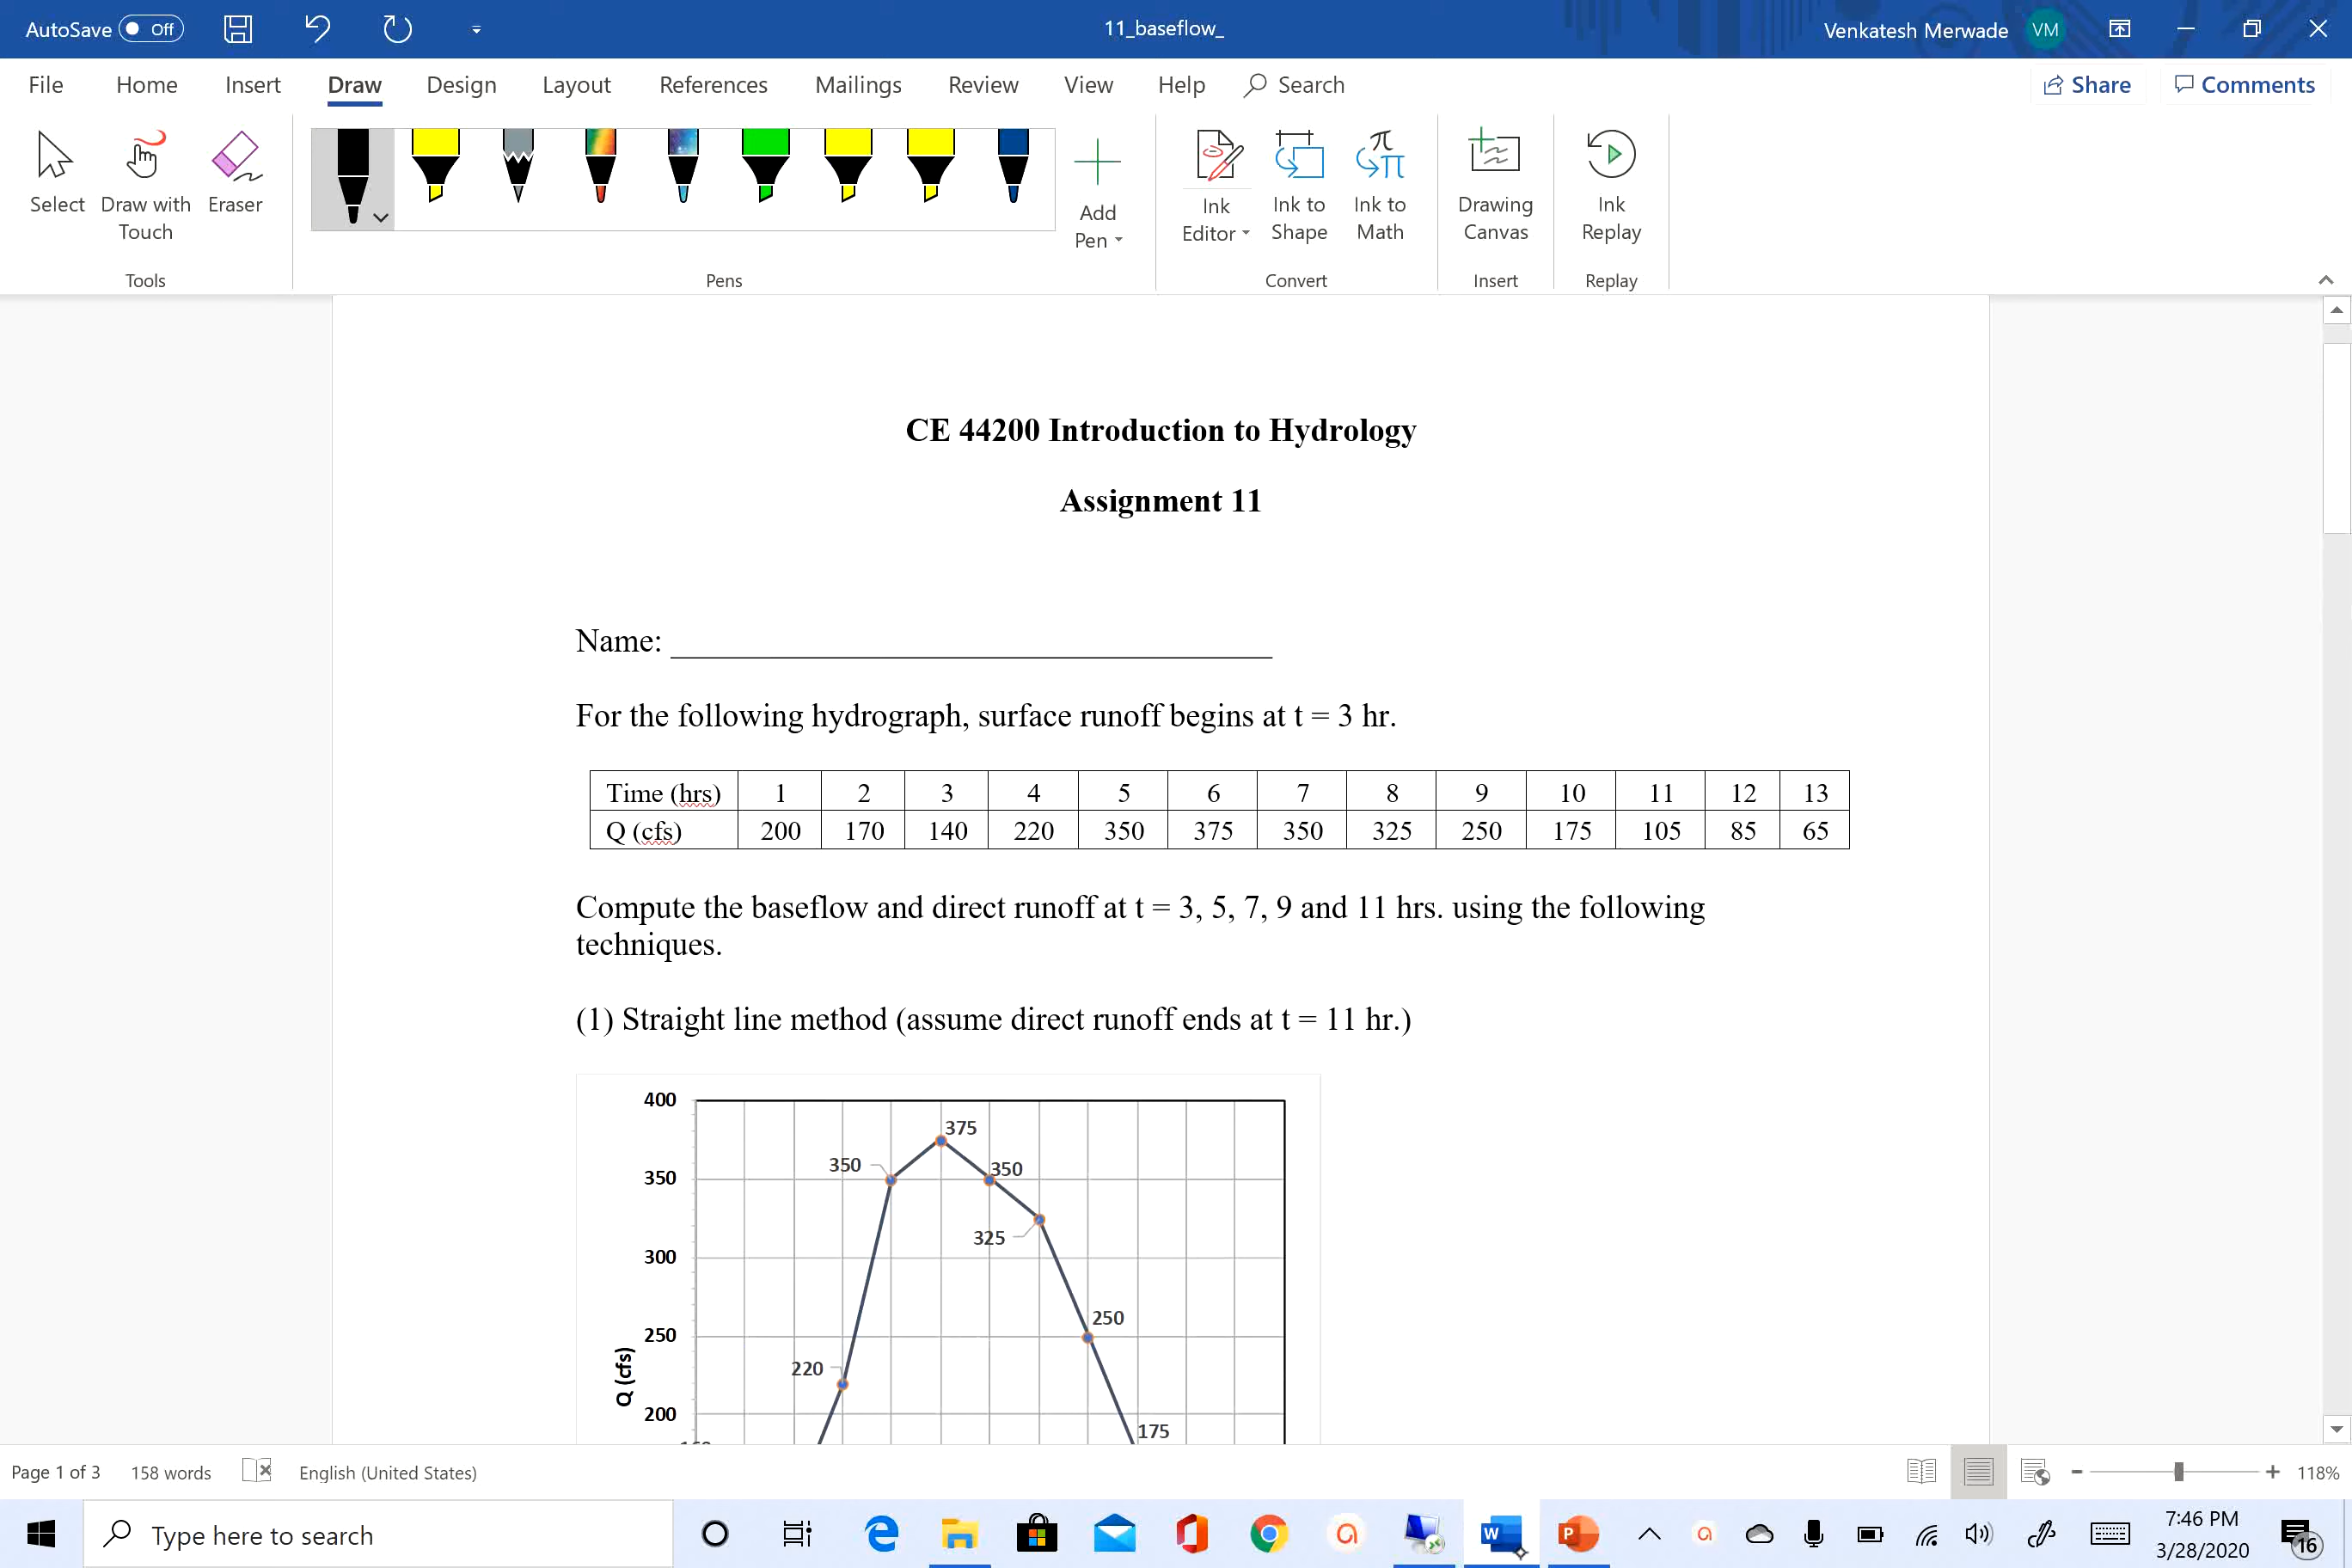 AutoSave Off 11_baseflow_ Venkatesh Merwade VM
File Home Insert Draw Design Layout References Mailings Review View Help Search Share Comments
Select Draw with Touch Eraser
Add Pen
Ink Editor Ink to Shape Ink to Math
Drawing Canvas
Ink Replay
Tools Pens Convert Insert Replay
CE 44200 Introduction to Hydrology
Assignment 11
Name:
For the following hydrograph, surface runoff begins at t = 3 hr.
Time (hrs) 1 2 3 4 5 6 7 8 9 10 11 12 13
Q (cfs) 200 170 140 220 350 375 350 325 250 175 105 85 65
Compute the baseflow and direct runoff at t = 3, 5, 7, 9 and 11 hrs. using the following
techniques.
(1) Straight line method (assume direct runoff ends at t = 11 hr.)
400
375
350
350
350
325
300
250
250
220
Q (cfs)
200
175
Page 1 of 3 158 words English (United States) 118%
Type here to search
7:46 PM
3/28/2020
16